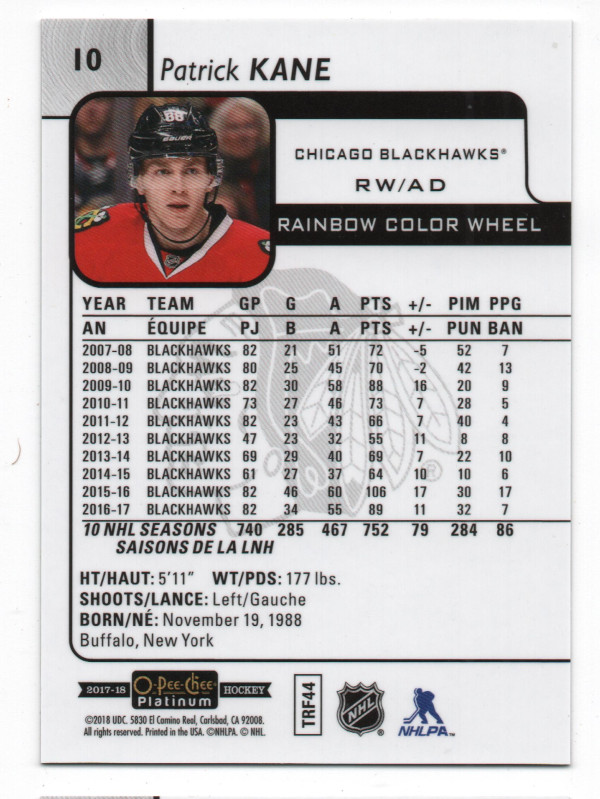 10
Patrick KANE
88
CHICAGO BLACKHAWKS®
RW/AD
RAINBOW COLOR WHEEL
YEAR TEAM GP G A PTS +/- PIM PPG
AN ÉQUIPE PJ B A PTS +/- PUN BAN
2007-08 BLACKHAWKS 82 21 51 72 -5 52 7
2008-09 BLACKHAWKS 80 25 45 70 -2 42 13
2009-10 BLACKHAWKS 82 30 58 88 16 20 9
2010-11 BLACKHAWKS 73 27 46 73 7 28 5
2011-12 BLACKHAWKS 82 23 43 66 7 40 4
2012-13 BLACKHAWKS 47 23 32 55 11 8 8
2013-14 BLACKHAWKS 69 29 40 69 7 22 10
2014-15 BLACKHAWKS 61 27 37 64 10 10 6
2015-16 BLACKHAWKS 82 46 60 106 17 30 17
2016-17 BLACKHAWKS 82 34 55 89 11 32 7
10 NHL SEASONS 740 285 467 752 79 284 86
SAISONS DE LA LNH
HT/HAUT: 5'11" WT/PDS: 177 lbs.
SHOOTS/LANCE: Left/Gauche
BORN/NÉ: November 19, 1988
Buffalo, New York
2017-18 O-Pee-Chee Platinum HOCKEY
TRF44
NHL
NHLPA™
©2018 UDC. 5830 El Camino Real, Carlsbad, CA 92008.
All rights reserved. Printed in the USA. ©NHLPA. © NHL.